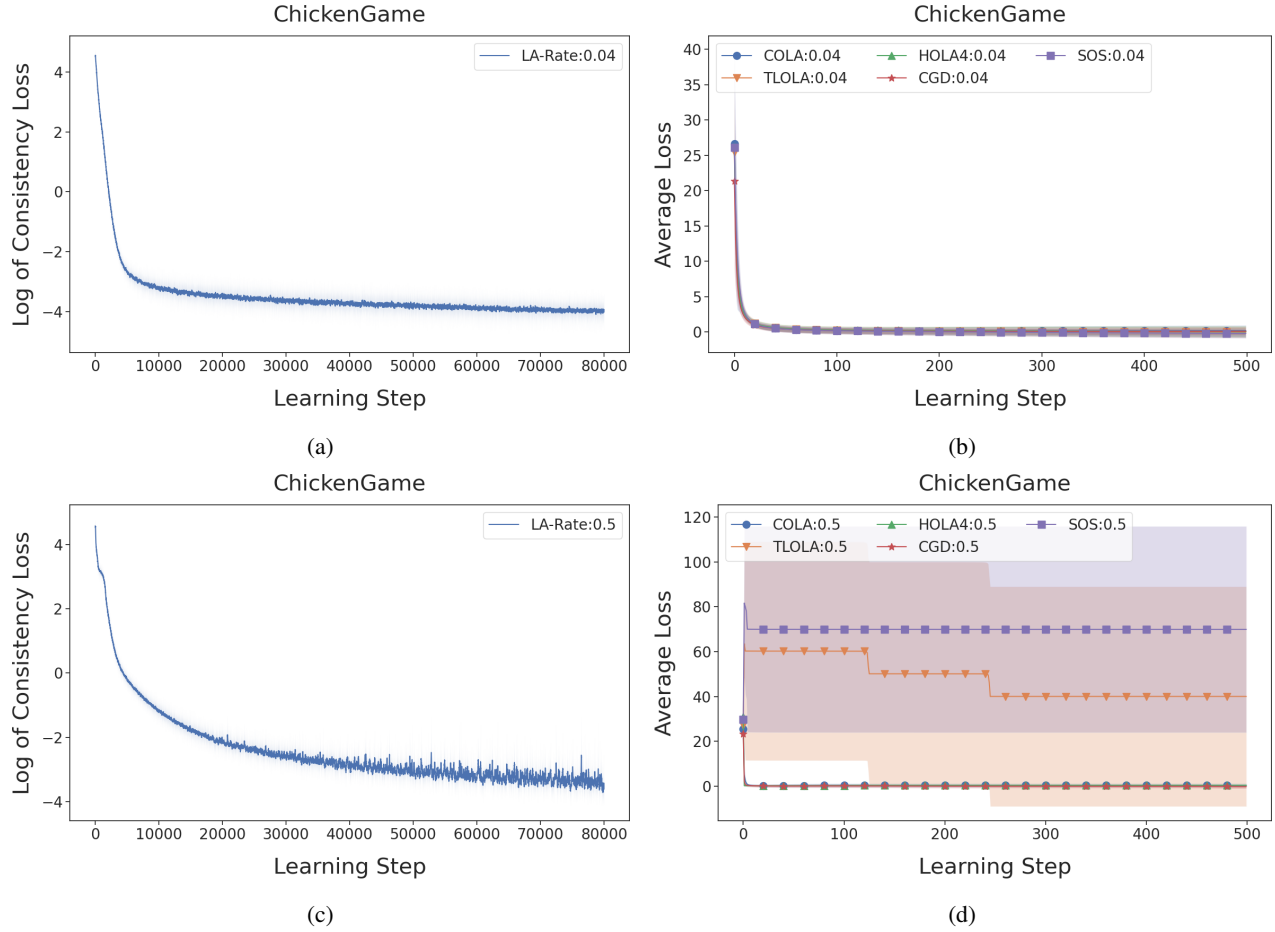 ChickenGame
4
2
0
−2
−4
Log of Consistency Loss
LA-Rate:0.04
0 10000 20000 30000 40000 50000 60000 70000 80000
Learning Step
(a)
ChickenGame
40
35
30
25
20
15
10
5
0
Average Loss
COLA:0.04 HOLA4:0.04 SOS:0.04
TLOLA:0.04 CGD:0.04
0 100 200 300 400 500
Learning Step
(b)
ChickenGame
4
2
0
−2
−4
Log of Consistency Loss
LA-Rate:0.5
0 10000 20000 30000 40000 50000 60000 70000 80000
Learning Step
(c)
ChickenGame
120
100
80
60
40
20
0
Average Loss
COLA:0.5 HOLA4:0.5 SOS:0.5
TLOLA:0.5 CGD:0.5
0 100 200 300 400 500
Learning Step
(d)